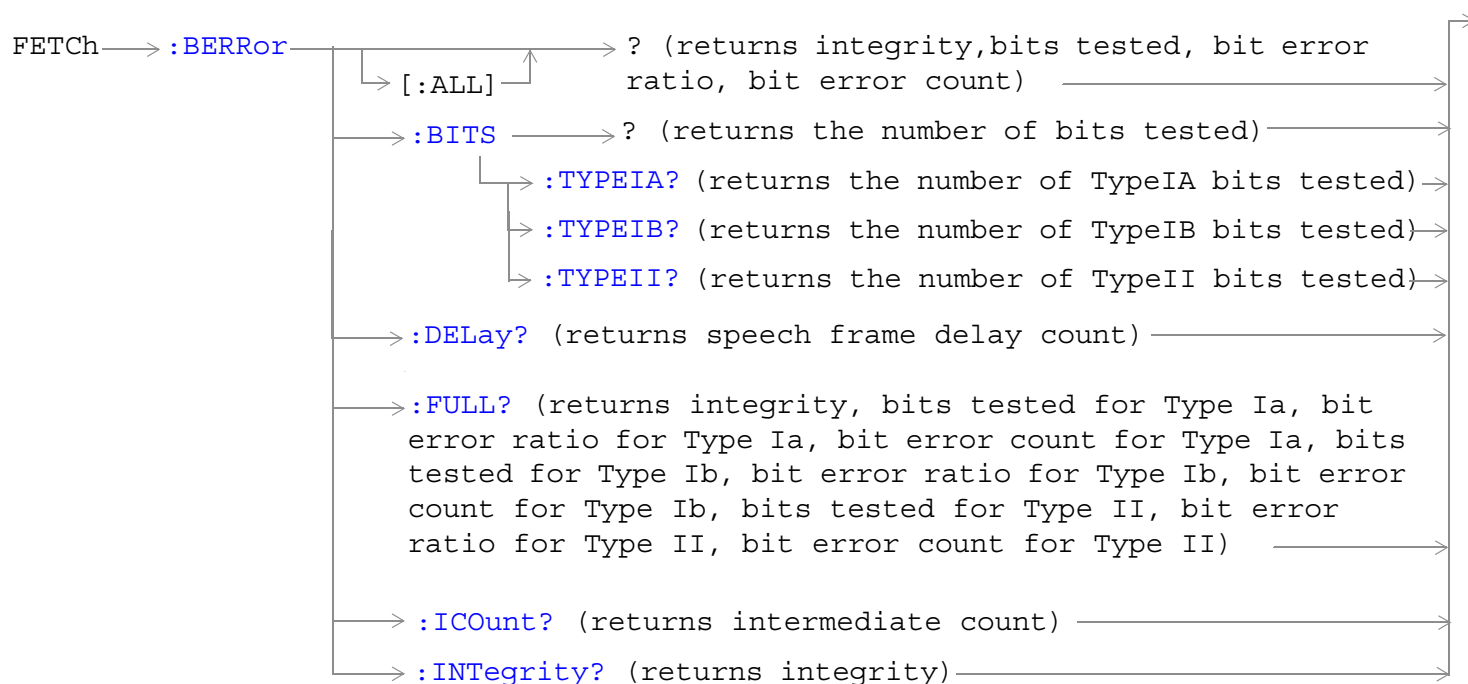 FETCh :BERRor ? (returns integrity,bits tested, bit error
[:ALL] ratio, bit error count)
:BITS ? (returns the number of bits tested)
:TYPEIA? (returns the number of TypeIA bits tested)
:TYPEIB? (returns the number of TypeIB bits tested)
:TYPEII? (returns the number of TypeII bits tested)
:DELay? (returns speech frame delay count)
:FULL? (returns integrity, bits tested for Type Ia, bit
error ratio for Type Ia, bit error count for Type Ia, bits
tested for Type Ib, bit error ratio for Type Ib, bit error
count for Type Ib, bits tested for Type II, bit error
ratio for Type II, bit error count for Type II)
:ICOunt? (returns intermediate count)
:INTegrity? (returns integrity)